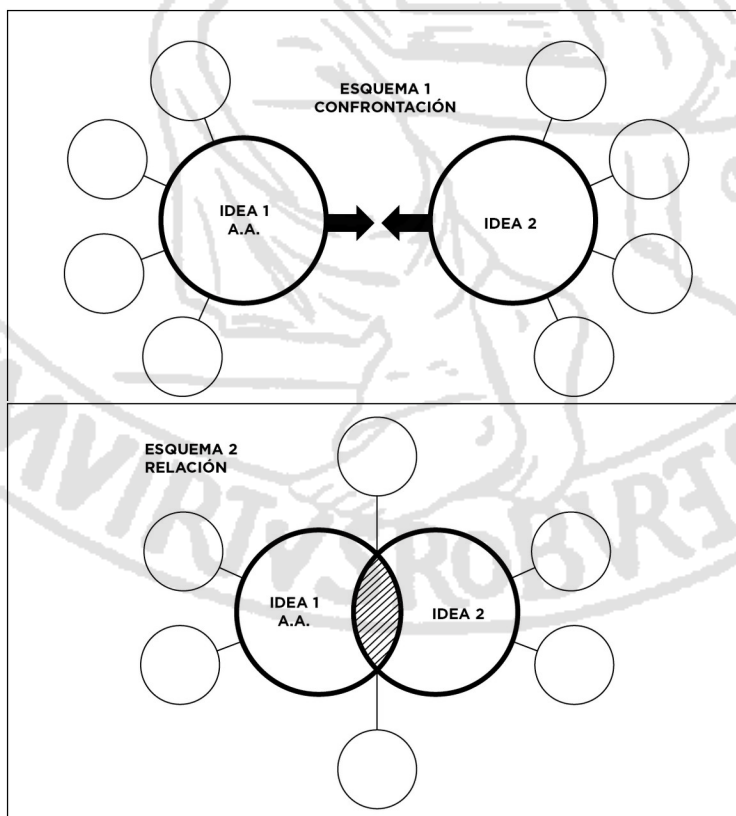 ESQUEMA 1
CONFRONTACIÓN
IDEA 1
A.A.
IDEA 2
ESQUEMA 2
RELACIÓN
IDEA 1
A.A.
IDEA 2